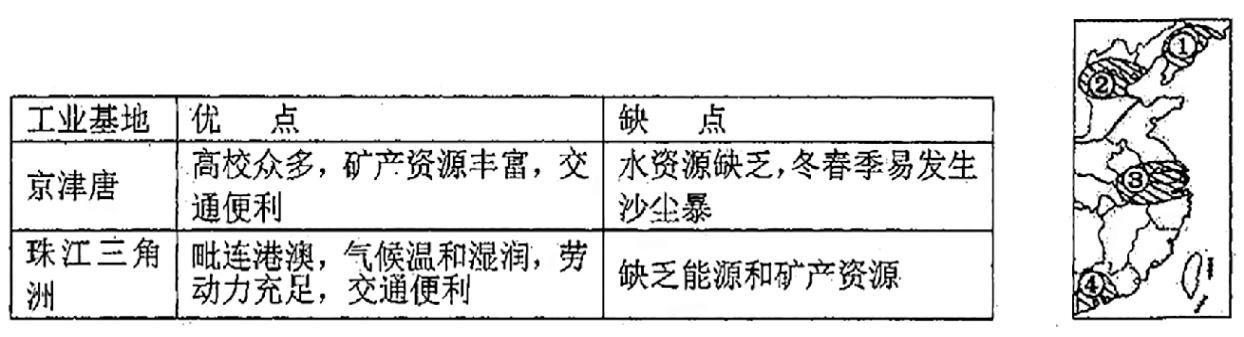 工业基地 优 点 缺 点
京津唐 高校众多，矿产资源丰富，交
通便利 水资源缺乏，冬春季易发生
沙尘暴
珠江三角
洲 毗连港澳，气候温和湿润，劳
动力充足，交通便利 缺乏能源和矿产资源
①
②
③
④